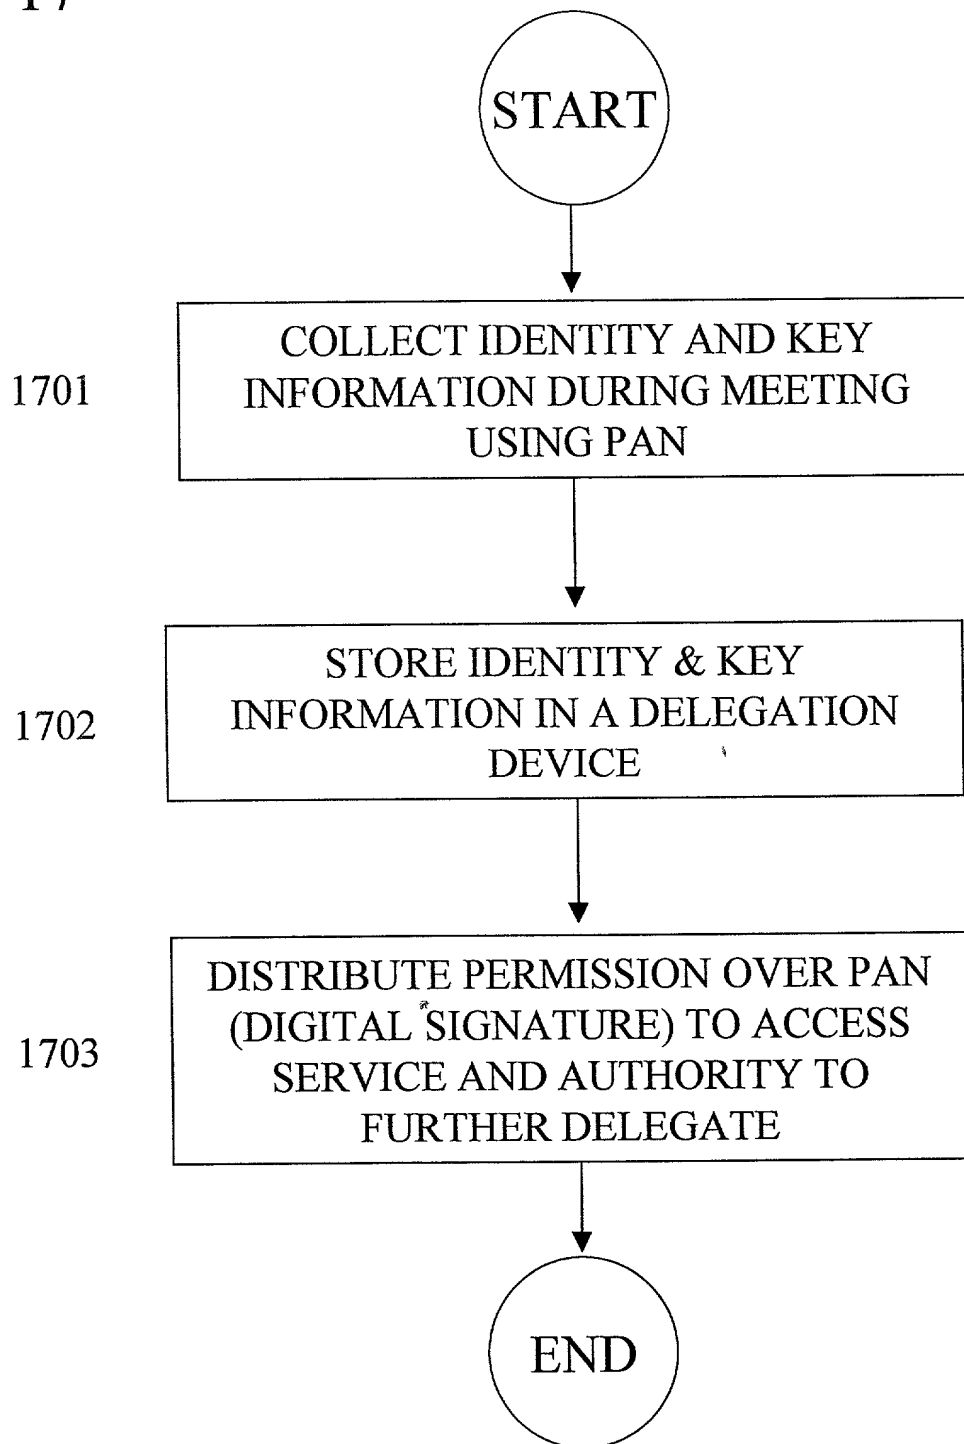 17
START
1701
COLLECT IDENTITY AND KEY
INFORMATION DURING MEETING
USING PAN
1702
STORE IDENTITY & KEY
INFORMATION IN A DELEGATION
DEVICE
1703
DISTRIBUTE PERMISSION OVER PAN
(DIGITAL SIGNATURE) TO ACCESS
SERVICE AND AUTHORITY TO
FURTHER DELEGATE
END